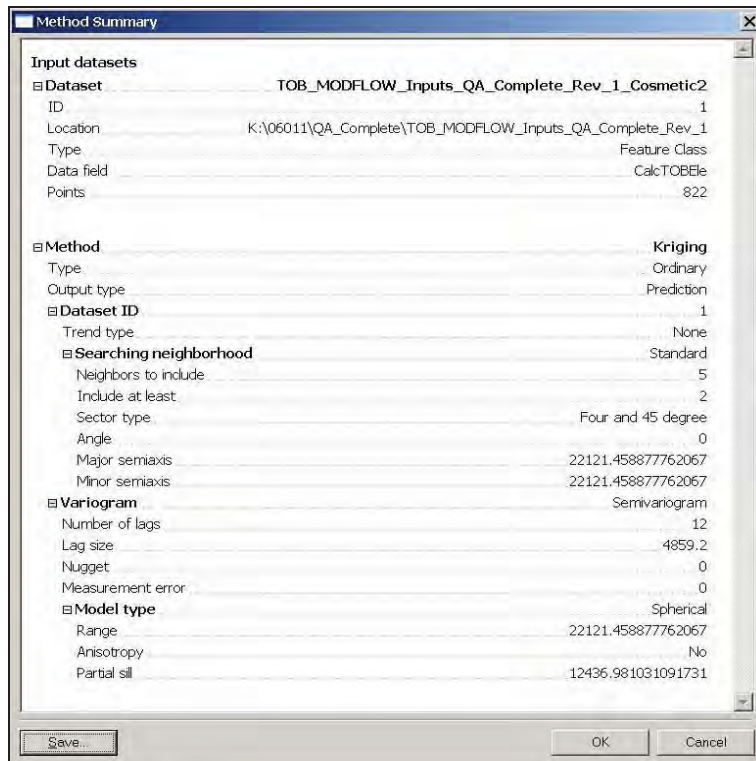 Method Summary
Input datasets
Dataset TOB_MODFLOW_Inputs_QA_Complete_Rev_1_Cosmetic2
ID 1
Location K:\06011\QA_Complete\TOB_MODFLOW_Inputs_QA_Complete_Rev_1
Type Feature Class
Data field CalcTOBEle
Points 822
Method Kriging
Type Ordinary
Output type Prediction
Dataset ID 1
Trend type None
Searching neighborhood Standard
Neighbors to include 5
Include at least 2
Sector type Four and 45 degree
Angle 0
Major semiaxis 22121.458877762067
Minor semiaxis 22121.458877762067
Variogram Semivariogram
Number of lags 12
Lag size 4859.2
Nugget 0
Measurement error 0
Model type Spherical
Range 22121.458877762067
Anisotropy No
Partial sill 12436.981031091731
Save...
OK
Cancel